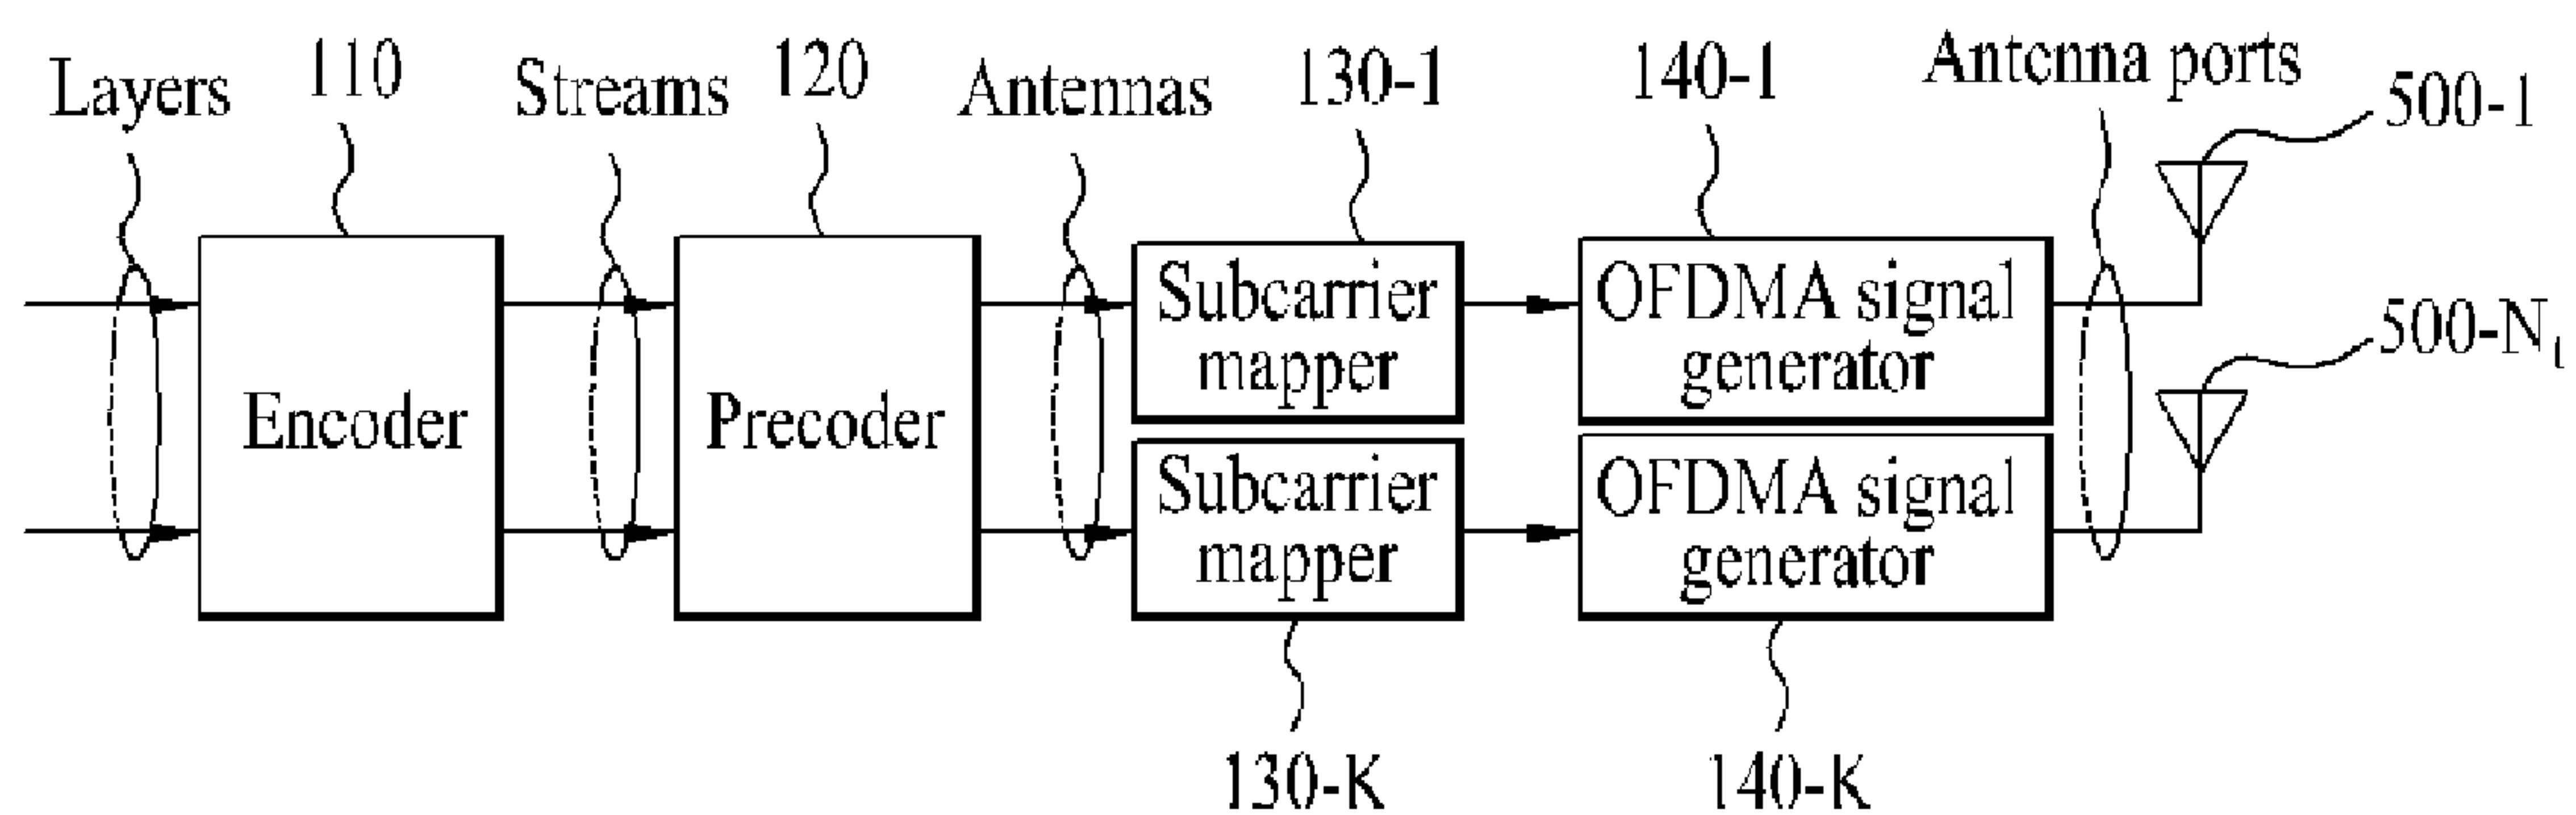 Layers
110
Streams
120
Antennas
130-1
140-1
Antenna ports
500-1
500-Nt
Encoder
Precoder
Subcarrier
mapper
OFDMA signal
generator
Subcarrier
mapper
OFDMA signal
generator
130-K
140-K